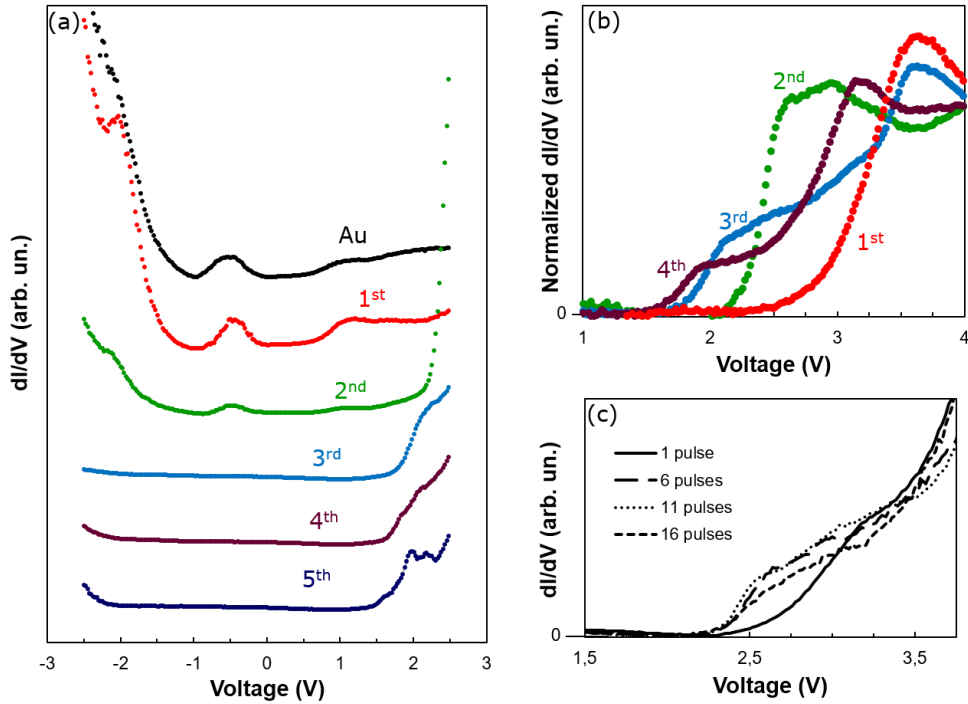 (a)
dI/dV (arb. un.)
Au
1st
2nd
3rd
4th
5th
-3 -2 -1 0 1 2 3
Voltage (V)
(b)
Normalized dI/dV (arb. un.)
0
2nd
3rd
4th
1st
1 2 3 4
Voltage (V)
(c)
dI/dV (arb. un.)
0
1 pulse
6 pulses
11 pulses
16 pulses
1,5 2,5 3,5
Voltage (V)